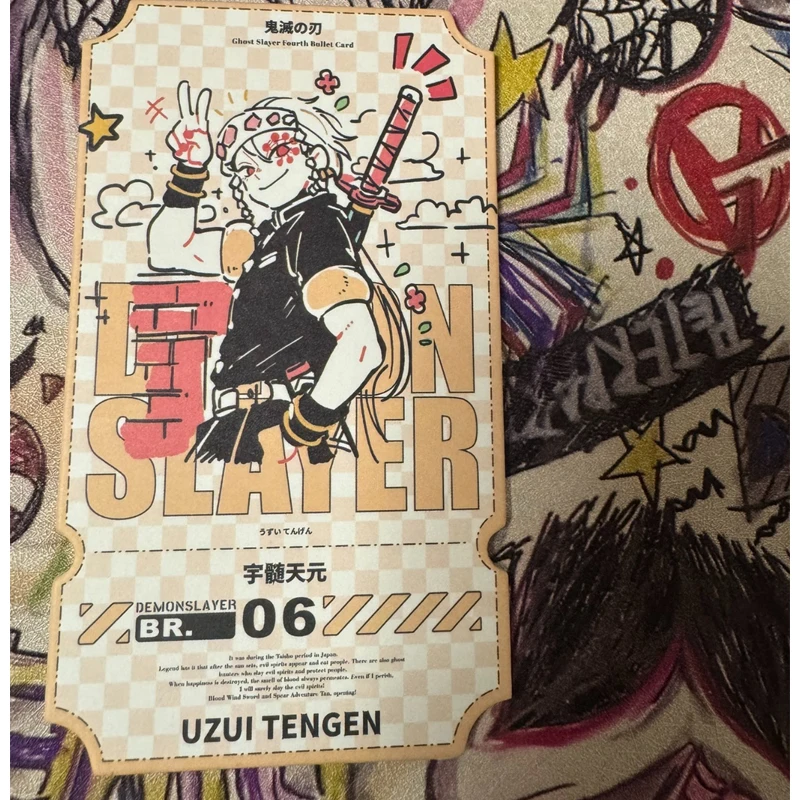 鬼滅の刃
Ghost Slayer Fourth Bullet Card
DEMON
SLAYER
うずい てんげん
宇髄天元
DEMONSLAYER
BR. 06
It was during the Taisho period in Japan.
Legend has it that after the sun sets, evil spirits appear and eat people. There are also ghost
hunters who slay evil spirits and protect people.
When happiness is destroyed, the smell of blood always permeates. Even if I perish,
I will surely slay the evil spirits!
Blood Wind Sword and Spear Adventure Tan, opening!
UZUI TENGEN